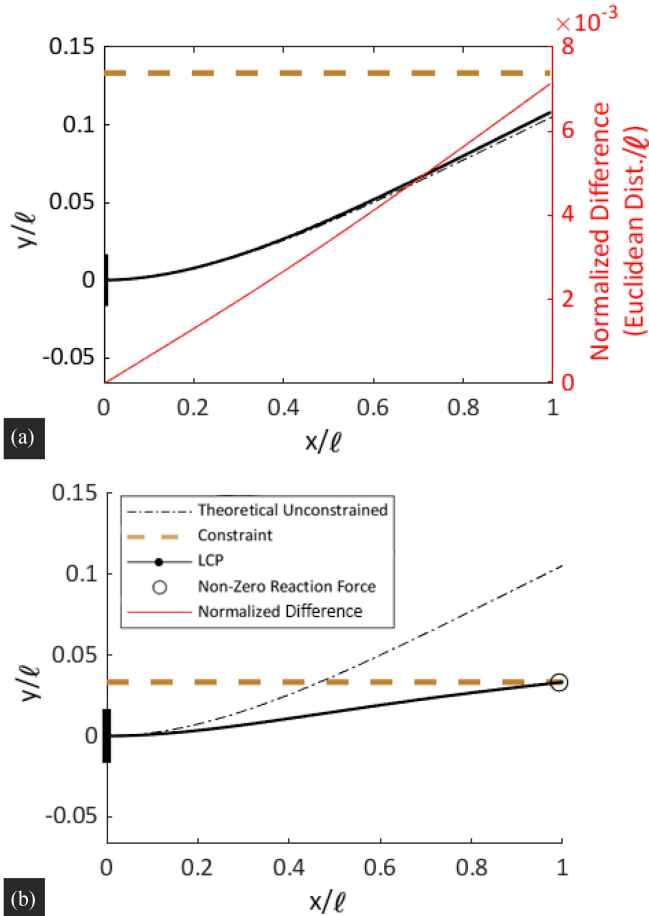 ×10⁻³
0.15
0.1
0.05
0
-0.05
y/ℓ
8
6
4
2
0
Normalized Difference
(Euclidean Dist./ℓ)
0
0.2
0.4
0.6
0.8
1
x/ℓ
(a)
0.15
0.1
0.05
0
-0.05
y/ℓ
Theoretical Unconstrained
Constraint
LCP
Non-Zero Reaction Force
Normalized Difference
0
0.2
0.4
0.6
0.8
1
x/ℓ
(b)